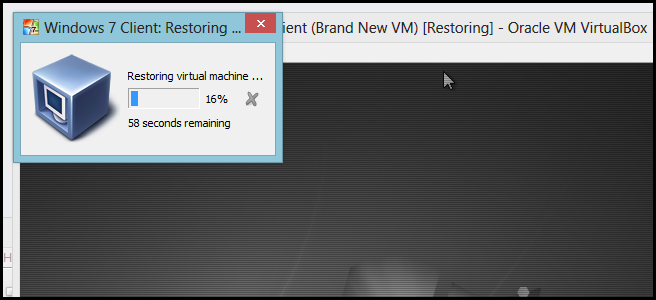 Windows 7 Client: Restoring ...
ient (Brand New VM) [Restoring] - Oracle VM VirtualBox
Restoring virtual machine ...
16%
58 seconds remaining
H